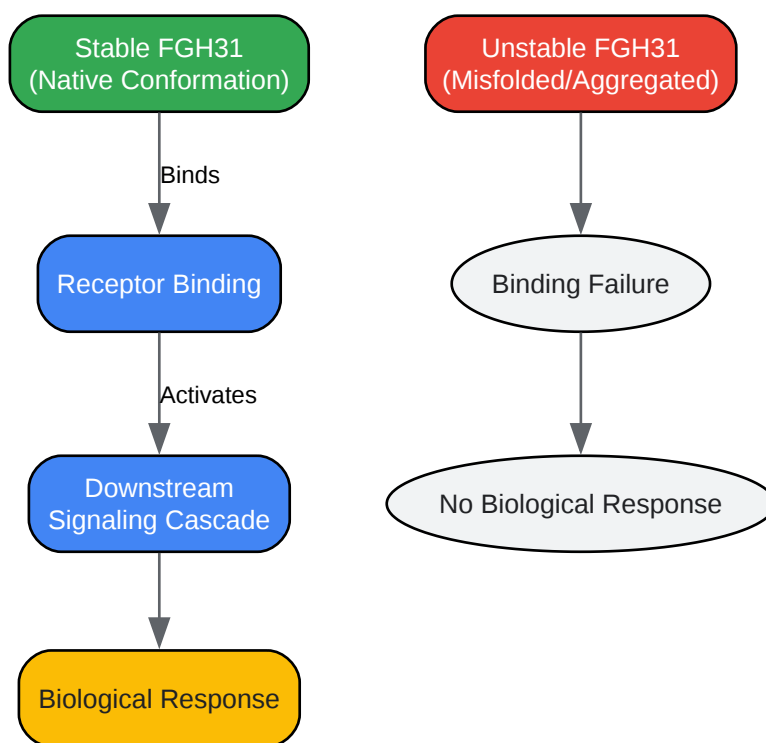 Stable FGH31
(Native Conformation)
Binds
Receptor Binding
Activates
Downstream
Signaling Cascade
Biological Response
Unstable FGH31
(Misfolded/Aggregated)
Binding Failure
No Biological Response